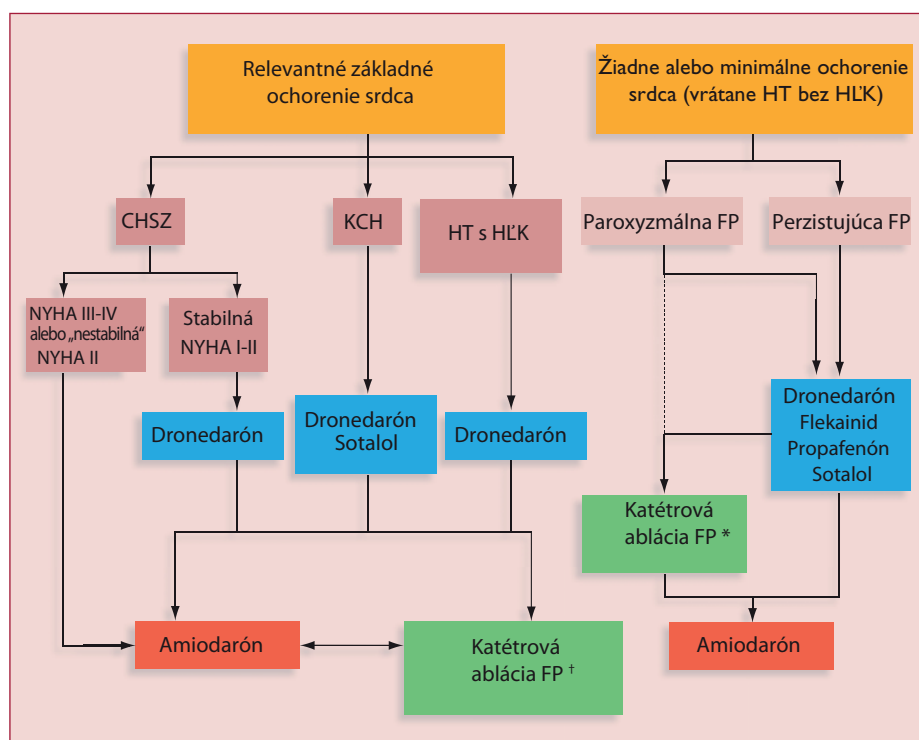 Relevantné základné
ochorenie srdca
Žiadne alebo minimálne ochorenie
srdca (vrátane HT bez HĽK)
CHSZ
KCH
HT s HĽK
Paroxyzmálna FP
Perzistujúca FP
NYHA III-IV
alebo „nestabilná“
NYHA II
Stabilná
NYHA I-II
Dronedarón
Dronedarón
Sotalol
Dronedarón
Dronedarón
Flekainid
Propafenón
Sotalol
Katétrová
ablácia FP *
Amiodarón
Katétrová
ablácia FP †
Amiodarón